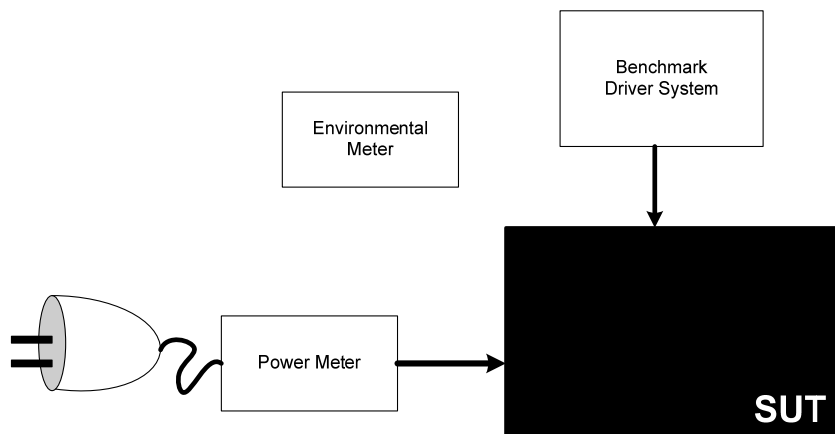 Benchmark
Driver System
Environmental
Meter
Power Meter
SUT